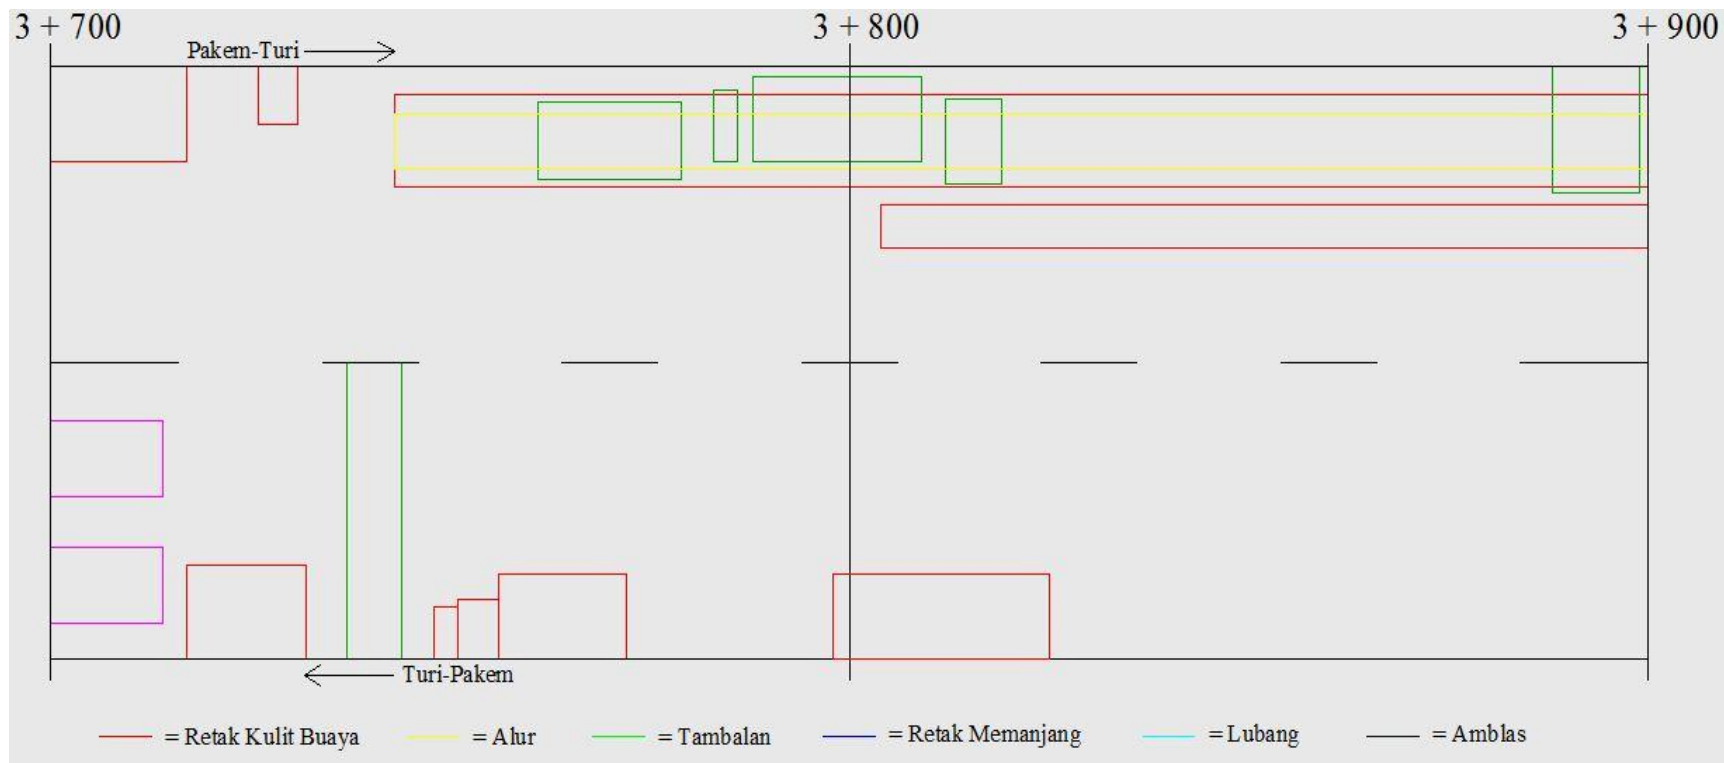 3 + 700 3 + 800 3 + 900
Pakem-Turi
Turi-Pakem
= Retak Kulit Buaya = Alur = Tambalan = Retak Memanjang = Lubang = Amblas